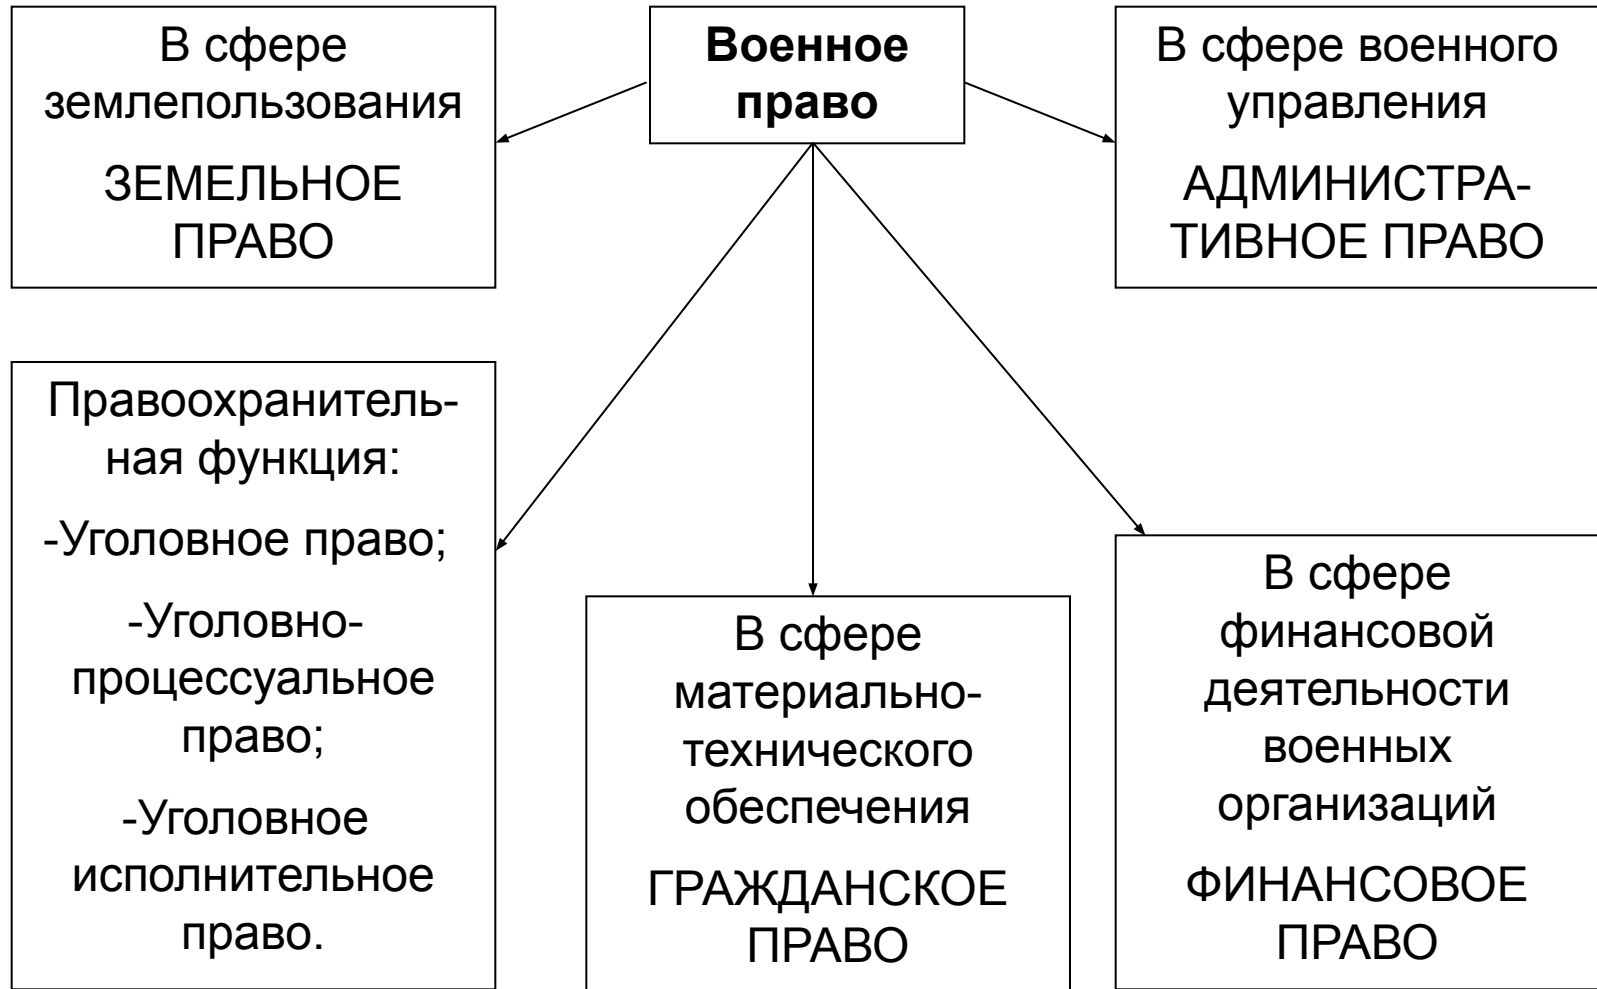 В сфере
землепользования
ЗЕМЕЛЬНОЕ
ПРАВО
Военное
право
В сфере военного
управления
АДМИНИСТРА-
ТИВНОЕ ПРАВО
Правоохранитель-
ная функция:
-Уголовное право;
-Уголовно-
процессуальное
право;
-Уголовное
исполнительное
право.
В сфере
материально-
технического
обеспечения
ГРАЖДАНСКОЕ
ПРАВО
В сфере
финансовой
деятельности
военных
организаций
ФИНАНСОВОЕ
ПРАВО